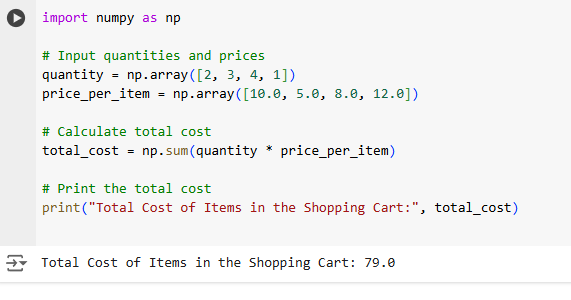 import numpy as np
# Input quantities and prices
quantity = np.array([2, 3, 4, 1])
price_per_item = np.array([10.0, 5.0, 8.0, 12.0])
# Calculate total cost
total_cost = np.sum(quantity * price_per_item)
# Print the total cost
print("Total Cost of Items in the Shopping Cart:", total_cost)
Total Cost of Items in the Shopping Cart: 79.0